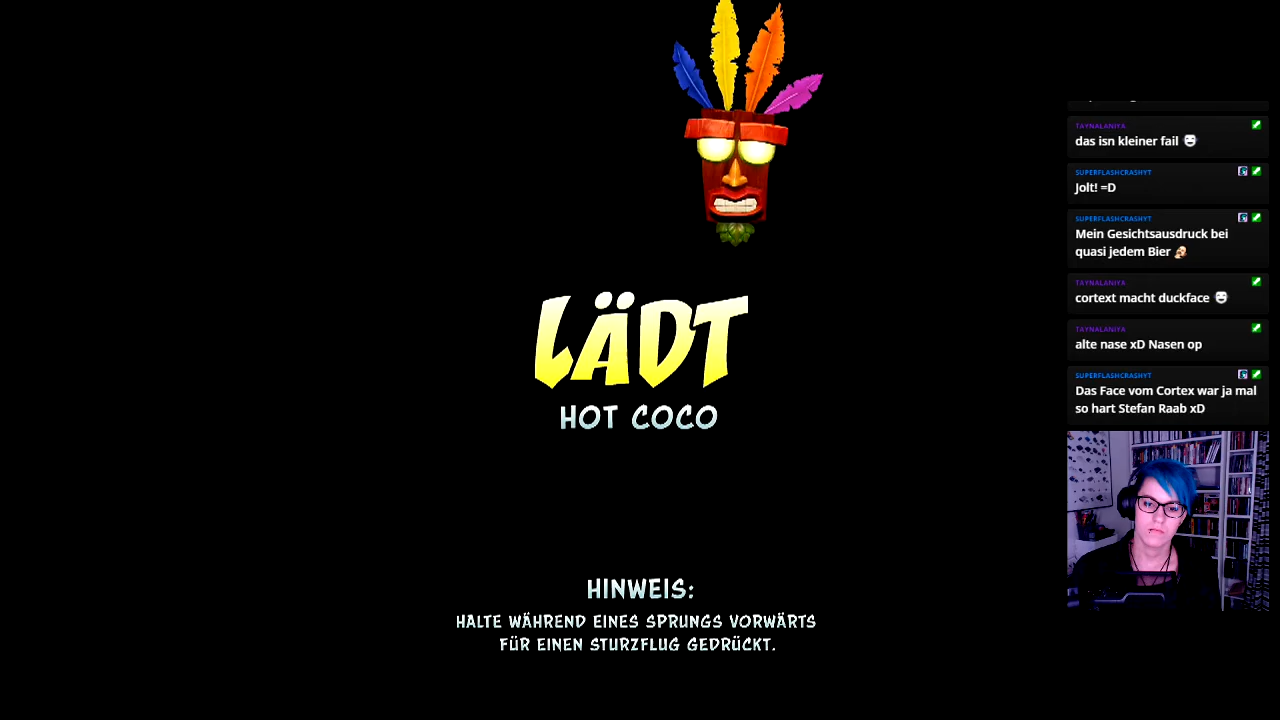 LÄDT
HOT COCO
HINWEIS:
HALTE WÄHREND EINES SPRUNGS VORWÄRTS
FÜR EINEN STURZFLUG GEDRÜCKT.
TAYNALANIYA
das isn kleiner fail
SUPERFLASHCRASHYT
Jolt! =D
SUPERFLASHCRASHYT
Mein Gesichtsausdruck bei
quasi jedem Bier
TAYNALANIYA
cortext macht duckface
TAYNALANIYA
alte nase xD Nasen op
SUPERFLASHCRASHYT
Das Face vom Cortex war ja mal
so hart Stefan Raab xD